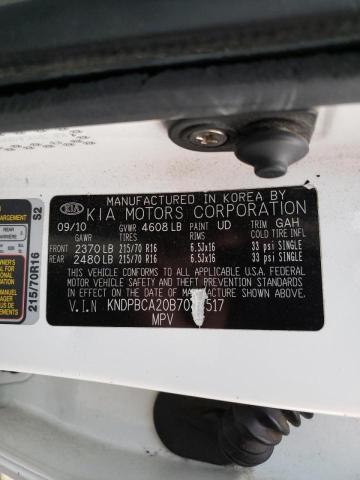 MANUFACTURED IN KOREA BY
KIA KIA MOTORS CORPORATION
09/10 GVWR 4608 LB PAINT UD TRIM GAH
GAWR TIRES RIMS COLD TIRE INFL
FRONT 2370 LB 215/70 R16 6.5Jx16 33 psi SINGLE
REAR 2480 LB 215/70 R16 6.5Jx16 33 psi SINGLE
THIS VEHICLE CONFORMS TO ALL APPLICABLE U.S.A FEDERAL
MOTOR VEHICLE SAFETY AND THEFT PREVENTION STANDARDS
IN EFFECT ON THE DATE OF MANUFACTURE SHOWN ABOVE.
V.I.N KNDPBCA20B70 517
MPV
215/70R16 S2
REAR